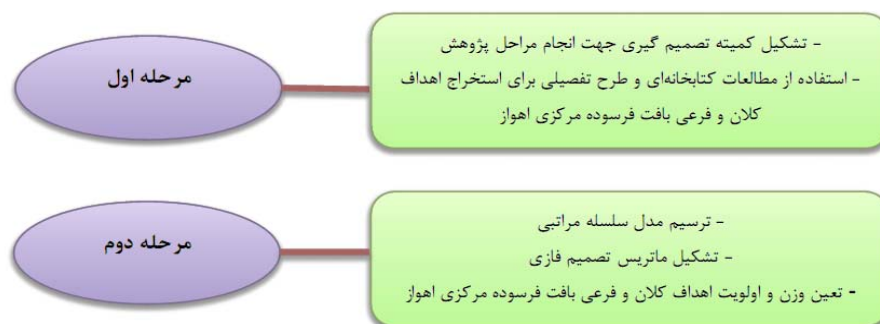 مرحله اول
- تشکیل کمیته تصمیم گیری جهت انجام مراحل پژوهش
- استفاده از مطالعات کتابخانه‌ای و طرح تفصیلی برای استخراج اهداف
کلان و فرعی بافت فرسوده مرکزی اهواز
مرحله دوم
- ترسیم مدل سلسله مراتبی
- تشکیل ماتریس تصمیم فازی
- تعین وزن و اولویت اهداف کلان و فرعی بافت فرسوده مرکزی اهواز